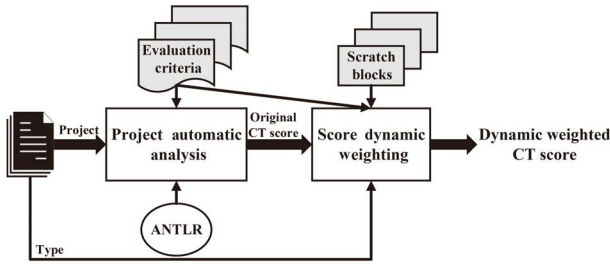 Evaluation
criteria
Scratch
blocks
Project
Project automatic
analysis
Original
CT score
Score dynamic
weighting
Dynamic weighted
CT score
ANTLR
Type